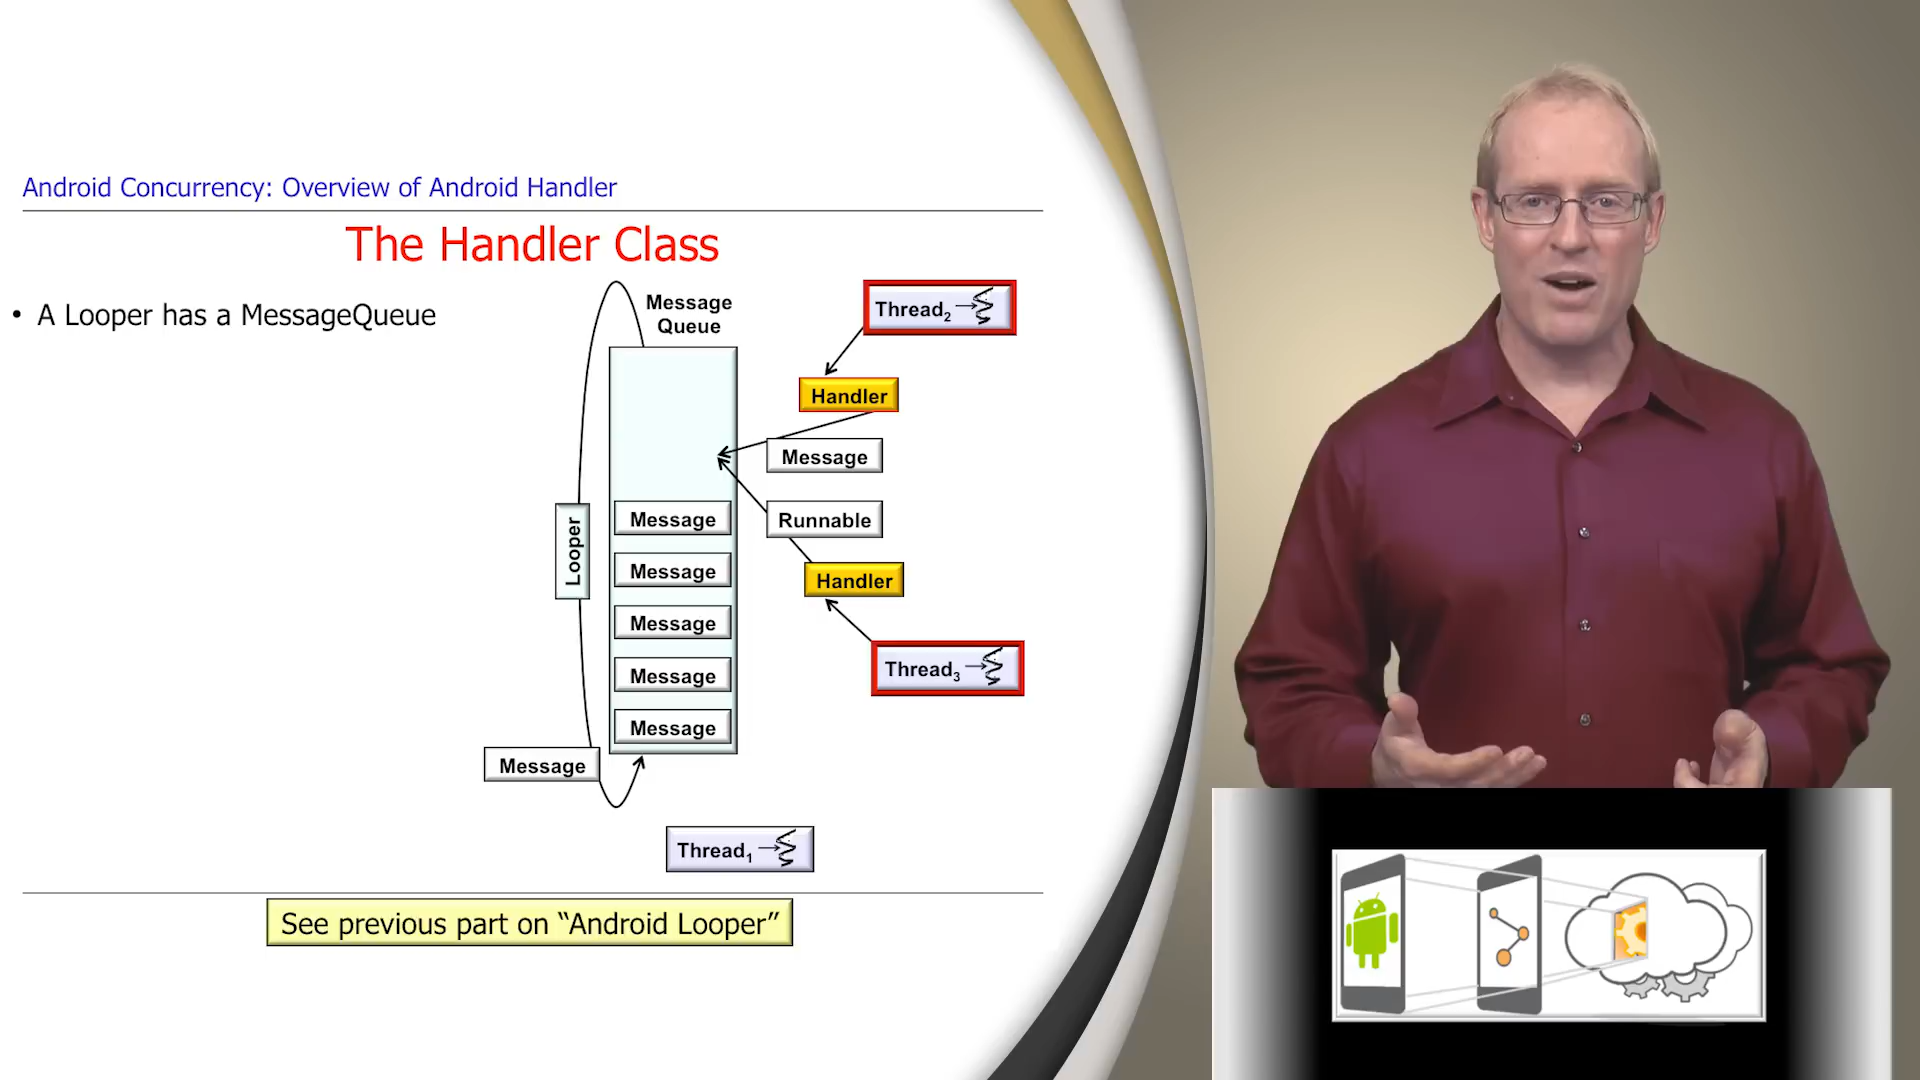 Android Concurrency: Overview of Android Handler
The Handler Class
• A Looper has a MessageQueue
Message
Queue
Thread2
Handler
Message
Runnable
Handler
Thread3
Looper
Message
Message
Message
Message
Message
Message
Thread1
See previous part on “Android Looper”